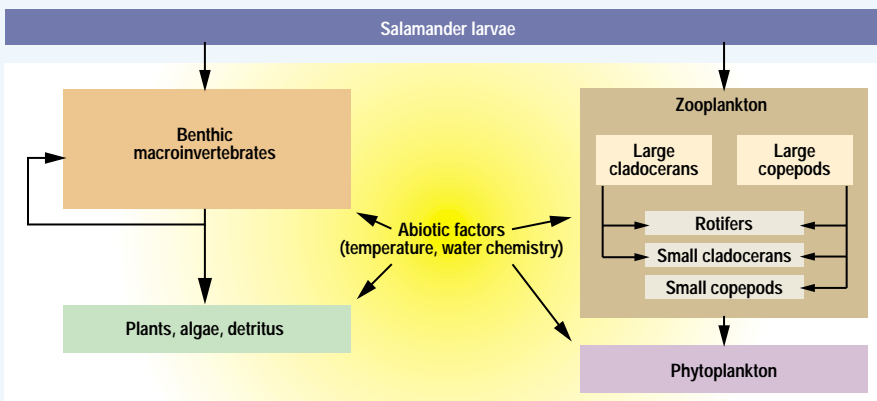 Salamander larvae
Benthic
macroinvertebrates
Zooplankton
Large
cladocerans
Large
copepods
Rotifers
Small cladocerans
Small copepods
Abiotic factors
(temperature, water chemistry)
Plants, algae, detritus
Phytoplankton